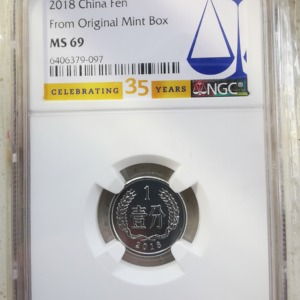 2018 China Fen
From Original Mint Box
MS 69
6406379-097
CELEBRATING 35 YEARS NGC
1
壹分
2018